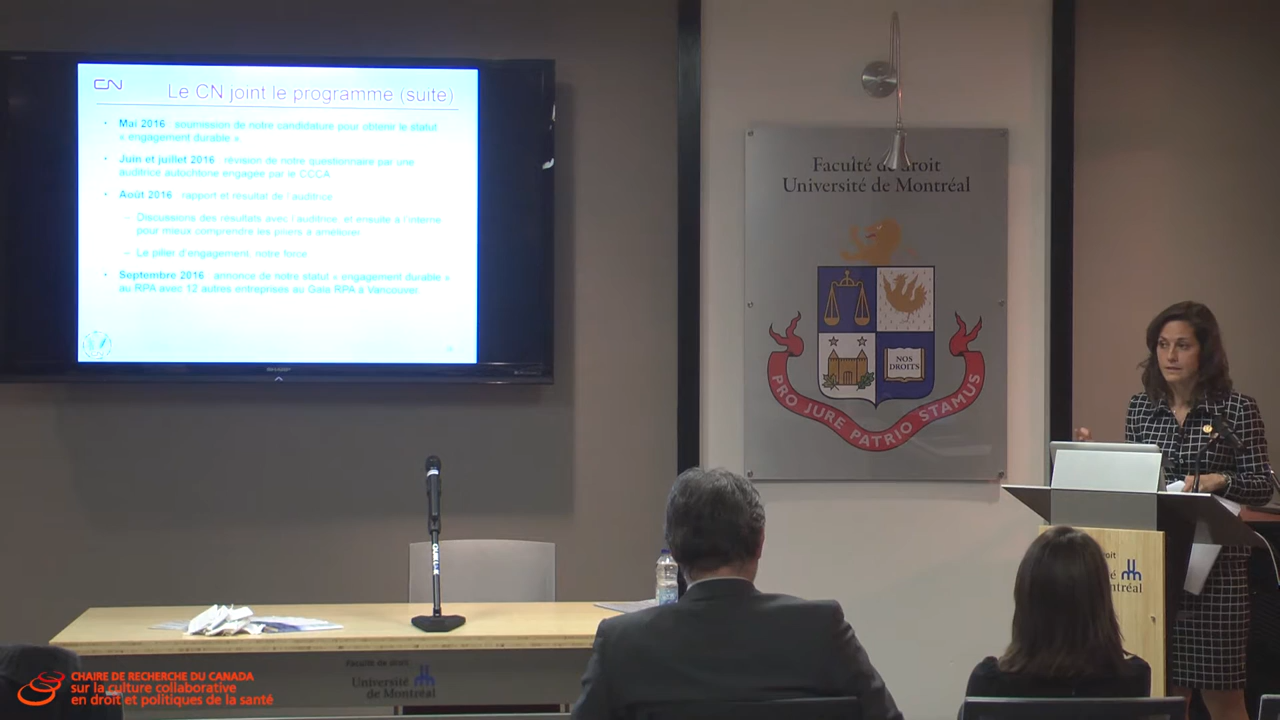 CN
Le CN joint le programme (suite)
• Mai 2016 : soumission de notre candidature pour obtenir le statut
« engagement durable ».
• Juin et juillet 2016 : révision de notre questionnaire par une
auditrice autochtone engagée par le CCCA.
• Août 2016 : rapport et résultat de l'auditrice.
– Discussions des résultats avec l'auditrice, et ensuite à l'interne
pour mieux comprendre les piliers à améliorer.
– Le pilier d'engagement, notre force.
• Septembre 2016 : annonce de notre statut « engagement durable »
au RPA avec 12 autres entreprises au Gala RPA à Vancouver.
SHARP
Faculté de droit
Université de Montréal
NOS
DROITS
PRO JURE PATRIO STAMUS
oit
é
ntréal
Faculté de droit
Université
de Montréal
CHAIRE DE RECHERCHE DU CANADA
sur la culture collaborative
en droit et politiques de la santé